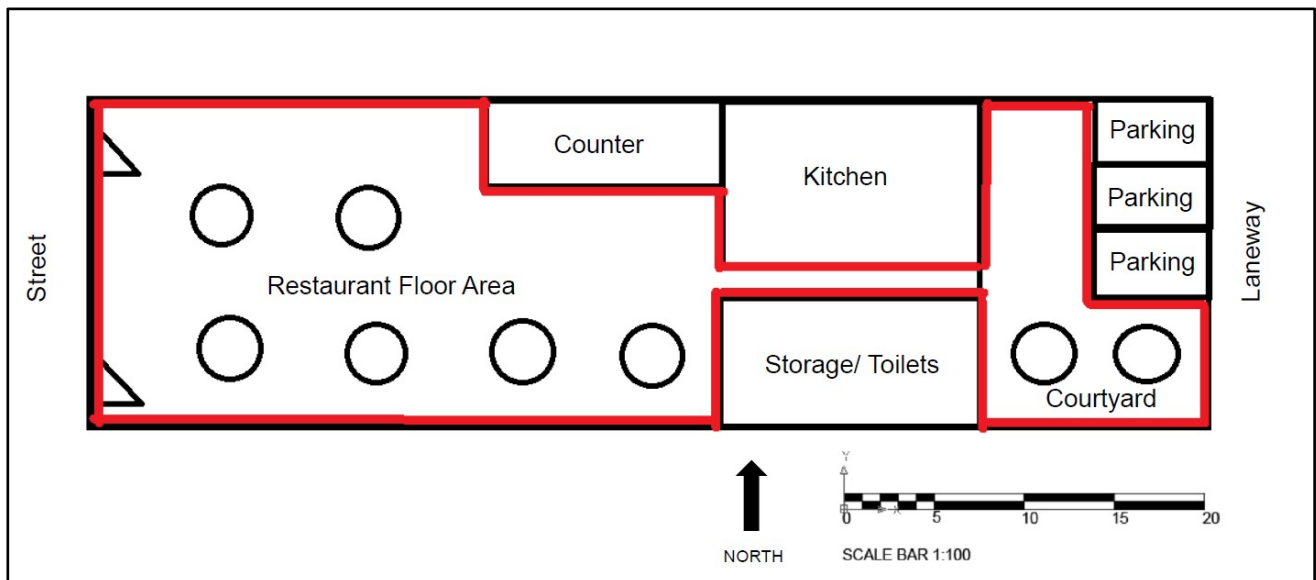 Street
Counter
Kitchen
Parking
Parking
Parking
Restaurant Floor Area
Storage/ Toilets
Courtyard
Laneway
NORTH
Y
X
0 5 10 15 20
SCALE BAR 1:100